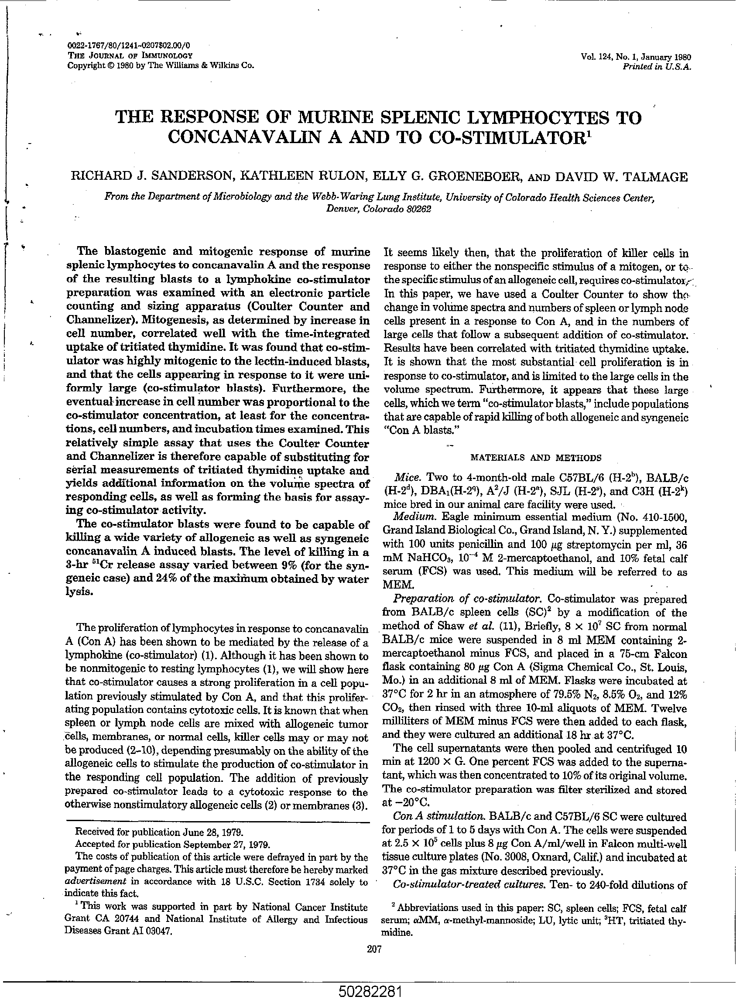 0022-1767/80/1241-0207$02.00/0
THE JOURNAL OF IMMUNOLOGY
Copyright © 1980 by The Williams & Wilkins Co.
Vol. 124, No. 1, January 1980
Printed in U.S.A.
THE RESPONSE OF MURINE SPLENIC LYMPHOCYTES TO
CONCANAVALIN A AND TO CO-STIMULATOR¹
RICHARD J. SANDERSON, KATHLEEN RULON, ELLY G. GROENEBOER, AND DAVID W. TALMAGE
From the Department of Microbiology and the Webb-Waring Lung Institute, University of Colorado Health Sciences Center,
Denver, Colorado 80262
The blastogenic and mitogenic response of murine
splenic lymphocytes to concanavalin A and the response
of the resulting blasts to a lymphokine co-stimulator
preparation was examined with an electronic particle
counting and sizing apparatus (Coulter Counter and
Channelizer). Mitogenesis, as determined by increase in
cell number, correlated well with the time-integrated
uptake of tritiated thymidine. It was found that co-stim-
ulator was highly mitogenic to the lectin-induced blasts,
and that the cells appearing in response to it were uni-
formly large (co-stimulator blasts). Furthermore, the
eventual increase in cell number was proportional to the
co-stimulator concentration, at least for the concentra-
tions, cell numbers, and incubation times examined. This
relatively simple assay that uses the Coulter Counter
and Channelizer is therefore capable of substituting for
serial measurements of tritiated thymidine uptake and
yields additional information on the volume spectra of
responding cells, as well as forming the basis for assay-
ing co-stimulator activity.
The co-stimulator blasts were found to be capable of
killing a wide variety of allogeneic as well as syngeneic
concanavalin A induced blasts. The level of killing in a
3-hr ⁵¹Cr release assay varied between 9% (for the syn-
geneic case) and 24% of the maximum obtained by water
lysis.
The proliferation of lymphocytes in response to concanavalin
A (Con A) has been shown to be mediated by the release of a
lymphokine (co-stimulator) (1). Although it has been shown to
be nonmitogenic to resting lymphocytes (1), we will show here
that co-stimulator causes a strong proliferation in a cell popu-
lation previously stimulated by Con A, and that this prolifer-
ating population contains cytotoxic cells. It is known that when
spleen or lymph node cells are mixed with allogeneic tumor
cells, membranes, or normal cells, killer cells may or may not
be produced (2-10), depending presumably on the ability of the
allogeneic cells to stimulate the production of co-stimulator in
the responding cell population. The addition of previously
prepared co-stimulator leads to a cytotoxic response to the
otherwise nonstimulatory allogeneic cells (2) or membranes (3).
Received for publication June 28, 1979.
Accepted for publication September 27, 1979.
The costs of publication of this article were defrayed in part by the
payment of page charges. This article must therefore be hereby marked
advertisement in accordance with 18 U.S.C. Section 1734 solely to
indicate this fact.
¹ This work was supported in part by National Cancer Institute
Grant CA 20744 and National Institute of Allergy and Infectious
Diseases Grant AI 03047.
It seems likely then, that the proliferation of killer cells in
response to either the nonspecific stimulus of a mitogen, or to
the specific stimulus of an allogeneic cell, requires co-stimulator.
In this paper, we have used a Coulter Counter to show the
change in volume spectra and numbers of spleen or lymph node
cells present in a response to Con A, and in the numbers of
large cells that follow a subsequent addition of co-stimulator.
Results have been correlated with tritiated thymidine uptake.
It is shown that the most substantial cell proliferation is in
response to co-stimulator, and is limited to the large cells in the
volume spectrum. Furthermore, it appears that these large
cells, which we term "co-stimulator blasts," include populations
that are capable of rapid killing of both allogeneic and syngeneic
"Con A blasts."
MATERIALS AND METHODS
Mice. Two to 4-month-old male C57BL/6 (H-2ᵇ), BALB/c
(H-2ᵈ), DBA₁(H-2q), A²/J (H-2ᵃ), SJL (H-2ˢ), and C3H (H-2ᵏ)
mice bred in our animal care facility were used.
Medium. Eagle minimum essential medium (No. 410-1500,
Grand Island Biological Co., Grand Island, N. Y.) supplemented
with 100 units penicillin and 100 µg streptomycin per ml, 36
mM NaHCO₃, 10⁻⁴ M 2-mercaptoethanol, and 10% fetal calf
serum (FCS) was used. This medium will be referred to as
MEM.
Preparation of co-stimulator. Co-stimulator was prepared
from BALB/c spleen cells (SC)² by a modification of the
method of Shaw et al. (11), Briefly, 8 × 10⁷ SC from normal
BALB/c mice were suspended in 8 ml MEM containing 2-
mercaptoethanol minus FCS, and placed in a 75-cm Falcon
flask containing 80 µg Con A (Sigma Chemical Co., St. Louis,
Mo.) in an additional 8 ml of MEM. Flasks were incubated at
37°C for 2 hr in an atmosphere of 79.5% N₂, 8.5% O₂, and 12%
CO₂, then rinsed with three 10-ml aliquots of MEM. Twelve
milliliters of MEM minus FCS were then added to each flask,
and they were cultured an additional 18 hr at 37°C.
The cell supernatants were then pooled and centrifuged 10
min at 1200 × G. One percent FCS was added to the superna-
tant, which was then concentrated to 10% of its original volume.
The co-stimulator preparation was filter sterilized and stored
at −20°C.
Con A stimulation. BALB/c and C57BL/6 SC were cultured
for periods of 1 to 5 days with Con A. The cells were suspended
at 2.5 × 10⁵ cells plus 8 µg Con A/ml/well in Falcon multi-well
tissue culture plates (No. 3008, Oxnard, Calif.) and incubated at
37°C in the gas mixture described previously.
Co-stimulator-treated cultures. Ten- to 240-fold dilutions of
² Abbreviations used in this paper: SC, spleen cells; FCS, fetal calf
serum; αMM, α-methyl-mannoside; LU, lytic unit; ³HT, tritiated thy-
midine.
207
50282281